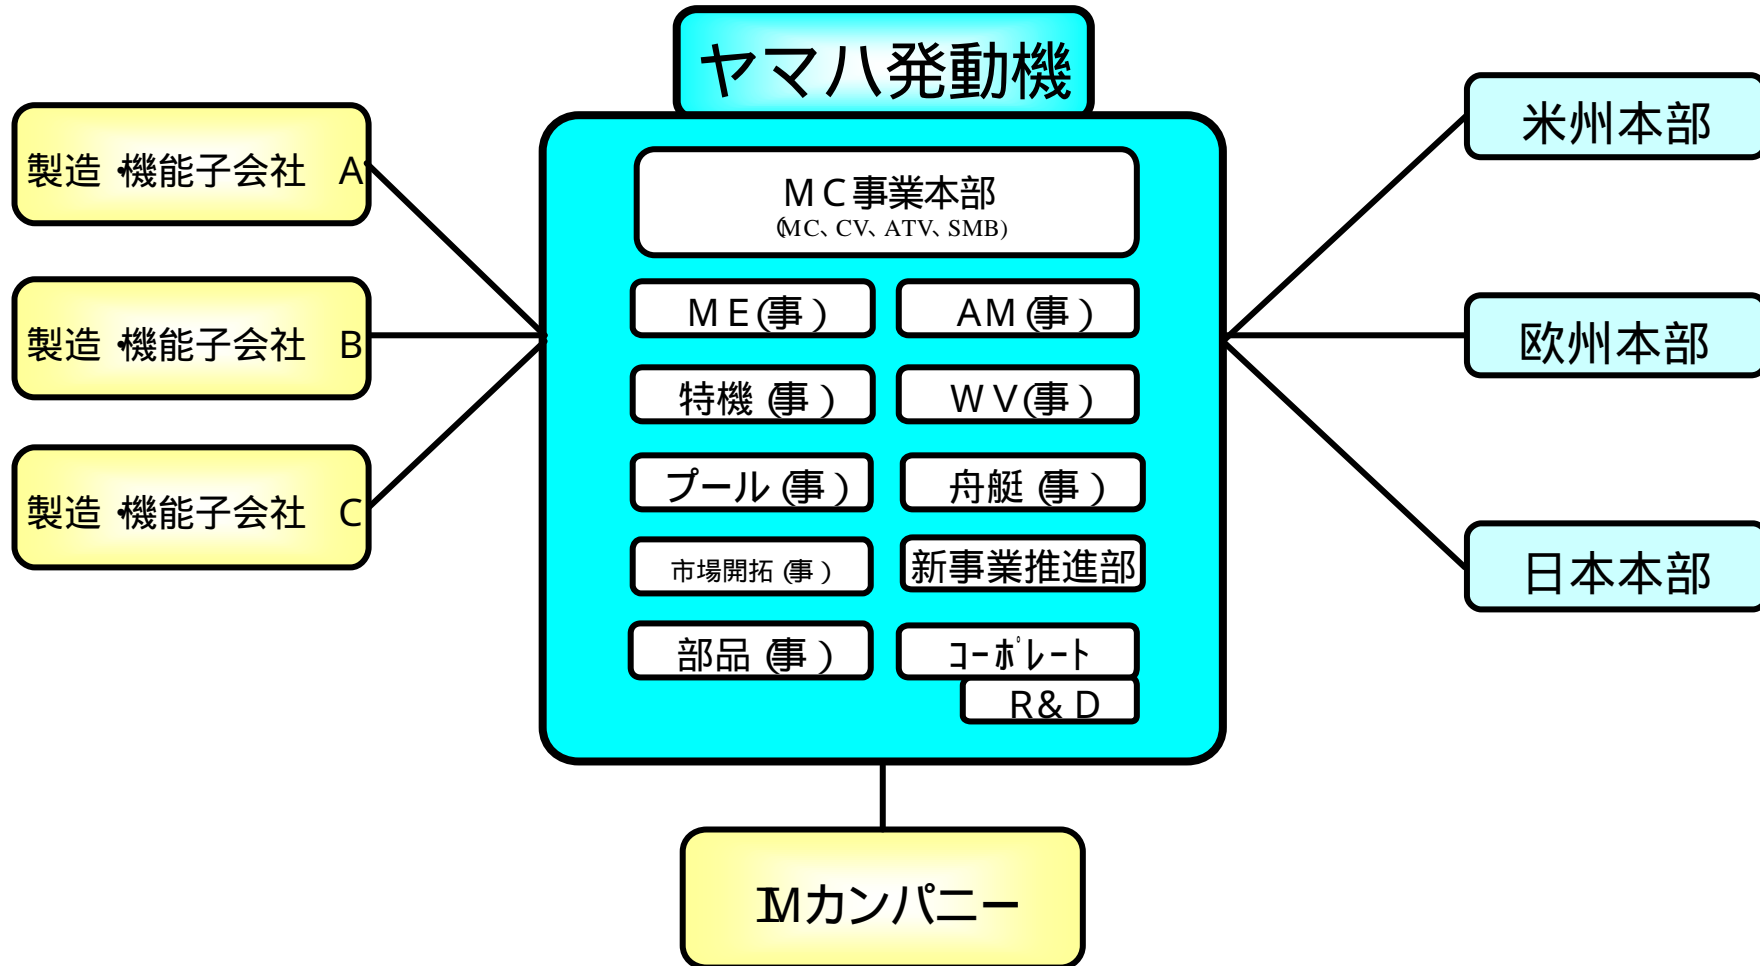 ヤマハ発動機
製造・機能子会社 A
製造・機能子会社 B
製造・機能子会社 C
ＭＣ事業本部
(MC、CV、ATV、SMB)
ＭＥ(事)
ＡＭ(事)
特機(事)
ＷＶ(事)
プール(事)
舟艇(事)
市場開拓(事)
新事業推進部
部品(事)
ｺｰﾎﾟﾚｰﾄ
R&D
IMカンパニー
米州本部
欧州本部
日本本部